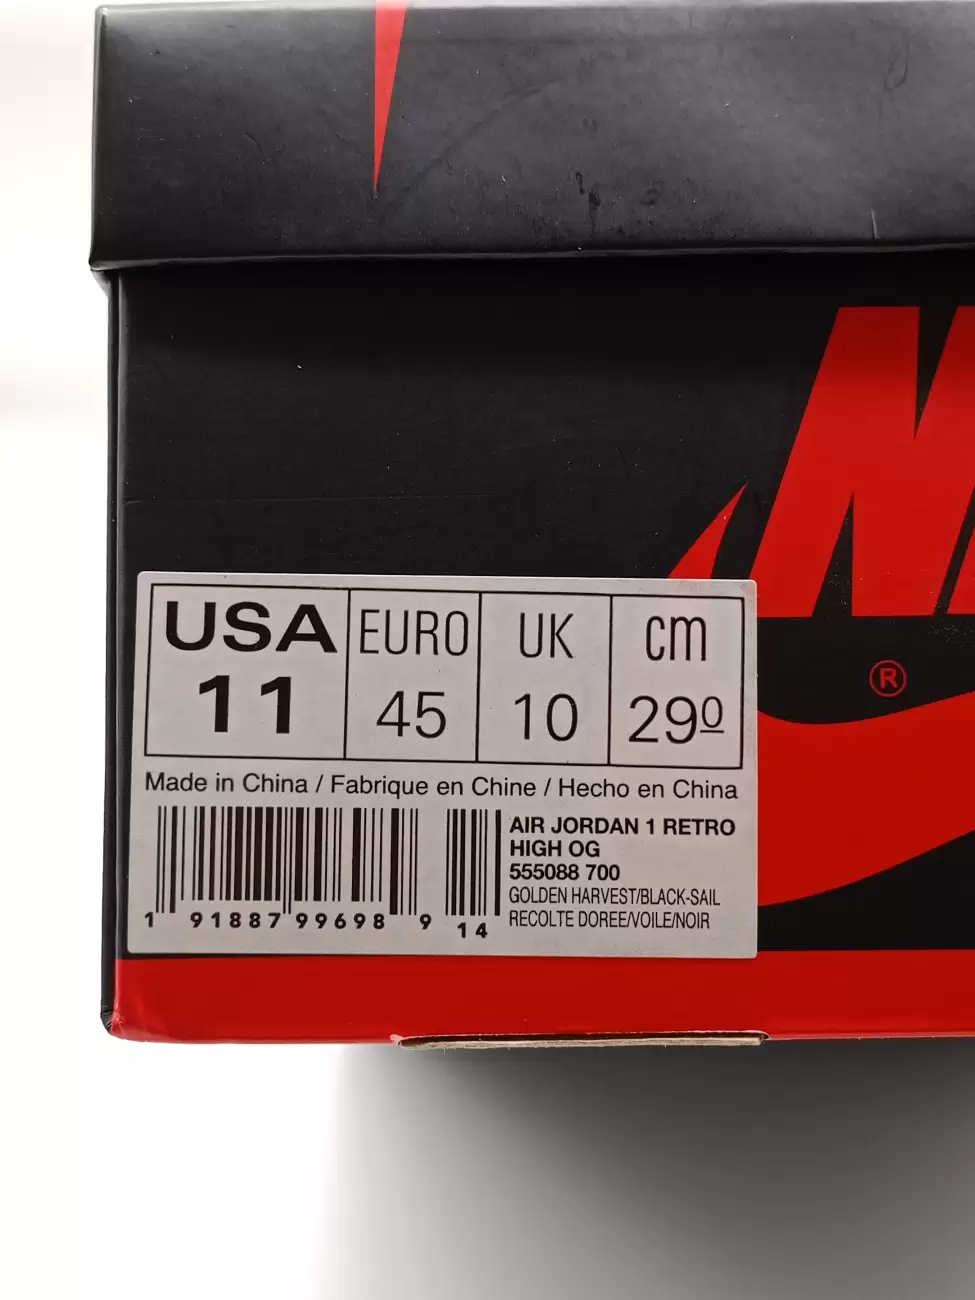 ®
USA EURO UK cm
11 45 10 29⁰
Made in China / Fabrique en Chine / Hecho en China
AIR JORDAN 1 RETRO
HIGH OG
555088 700
GOLDEN HARVEST/BLACK-SAIL
RECOLTE DOREE/VOILE/NOIR
1 91887 99698 9 14